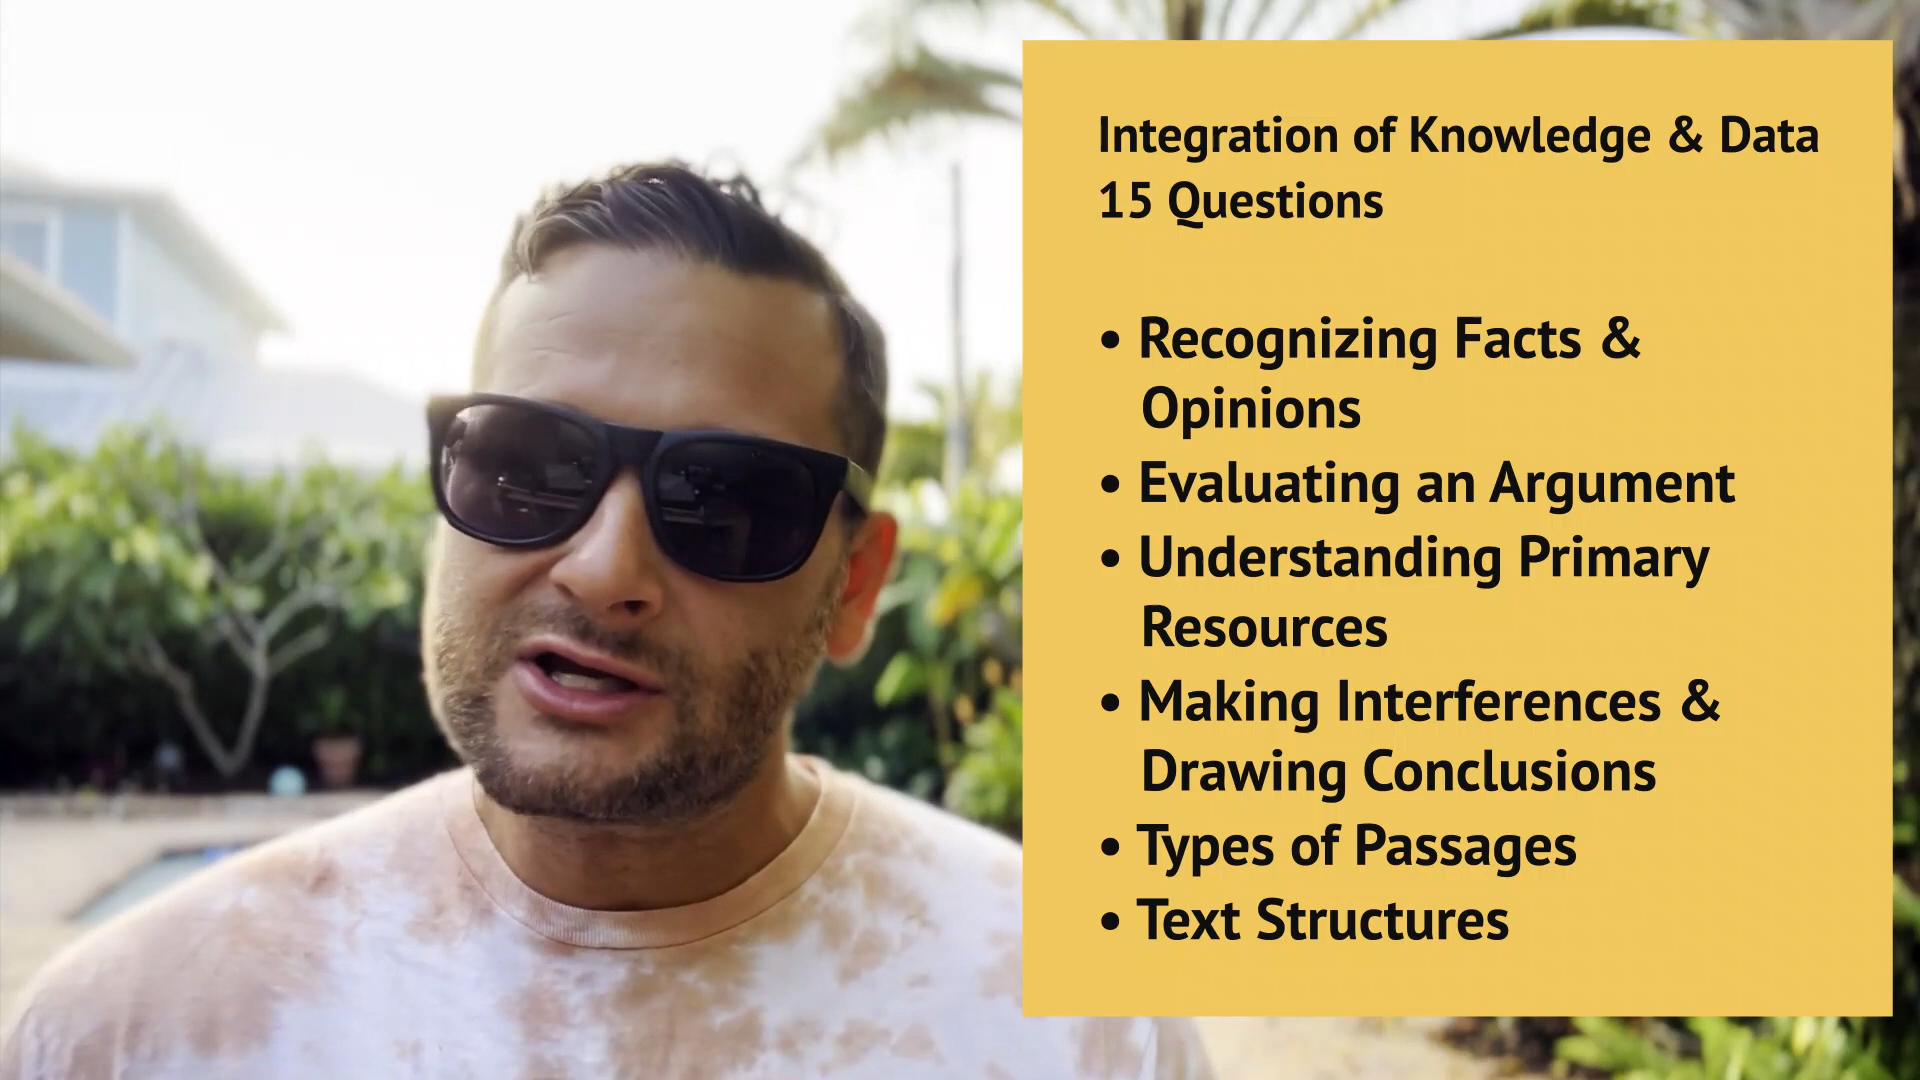 Integration of Knowledge & Data
15 Questions
• Recognizing Facts &
Opinions
• Evaluating an Argument
• Understanding Primary
Resources
• Making Interferences &
Drawing Conclusions
• Types of Passages
• Text Structures